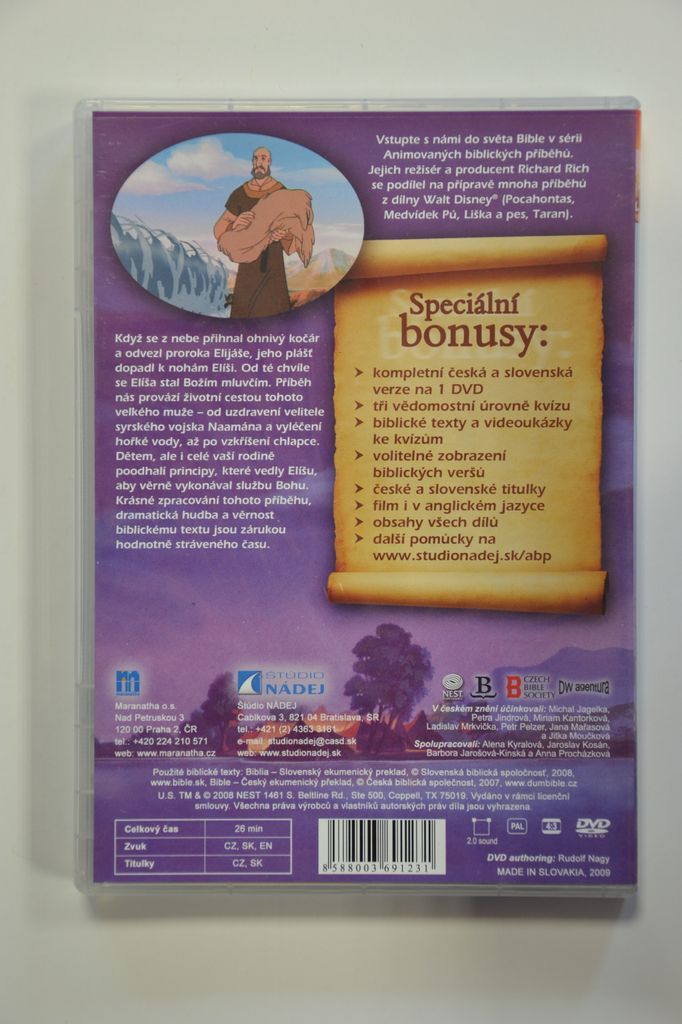 Vstupte s námi do světa Bible v sérii
Animovaných biblických příběhů.
Jejich režisér a producent Richard Rich
se podílel na přípravě mnoha příběhů
z dílny Walt Disney® (Pocahontas,
Medvídek Pú, Liška a pes, Taran).
Když se z nebe přihnal ohnivý kočár
a odvezl proroka Elijáše, jeho plášť
dopadl k nohám Elíši. Od té chvíle
se Elíša stal Božím mluvčím. Příběh
nás provází životní cestou tohoto
velkého muže – od uzdravení velitele
syrského vojska Naamána a vyléčení
hořké vody, až po vzkříšení chlapce.
Dětem, ale i celé vaší rodině
poodhalí principy, které vedly Elíšu,
aby věrně vykonával službu Bohu.
Krásné zpracování tohoto příběhu,
dramatická hudba a věrnost
biblickému textu jsou zárukou
hodnotně stráveného času.
Speciální
bonusy:
➤ kompletní česká a slovenská
verze na 1 DVD
➤ tři vědomostní úrovně kvízu
➤ biblické texty a videoukázky
ke kvízům
➤ volitelné zobrazení
biblických veršů
➤ české a slovenské titulky
➤ film i v anglickém jazyce
➤ obsahy všech dílů
➤ další pomůcky na
www.studionadej.sk/abp
m
maranatha
Maranatha o.s.
Nad Petruskou 3
120 00 Praha 2, ČR
tel.: +420 224 210 571
web: www.maranatha.cz
ŠTÚDIO
NÁDEJ
Štúdio NÁDEJ
Cablkova 3, 821 04 Bratislava, SR
tel.: +421 (2) 4363 3161
e-mail: studionadej@casd.sk
web: www.studionadej.sk
NEST
B
B CZECH
BIBLE
SOCIETY
DW agentura
V českém znění účinkovali: Michal Jagelka,
Petra Jindrová, Miriam Kantorková,
Ladislav Mrkvička, Petr Pelzer, Jana Mařasová
a Jitka Moučková
Spolupracovali: Alena Kyralová, Jaroslav Kosán,
Barbora Jarošová-Kinská a Anna Procházková
Použité biblické texty: Biblia – Slovenský ekumenický preklad, © Slovenská biblická spoločnosť, 2008,
www.bible.sk, Bible – Český ekumenický překlad, © Česká biblická společnost, 2007, www.dumbible.cz
U.S. TM & © 2008 NEST 1461 S. Beltline Rd., Ste 500, Coppell, TX 75019. Vydáno v rámci licenční
smlouvy. Všechna práva výrobců a vlastníků autorských práv díla jsou vyhrazena.
Celkový čas 26 min
Zvuk CZ, SK, EN
Titulky CZ, SK
8 588003 691231
2.0 sound
PAL
4:3
DVD
VIDEO
DVD authoring: Rudolf Nagy
MADE IN SLOVAKIA, 2009